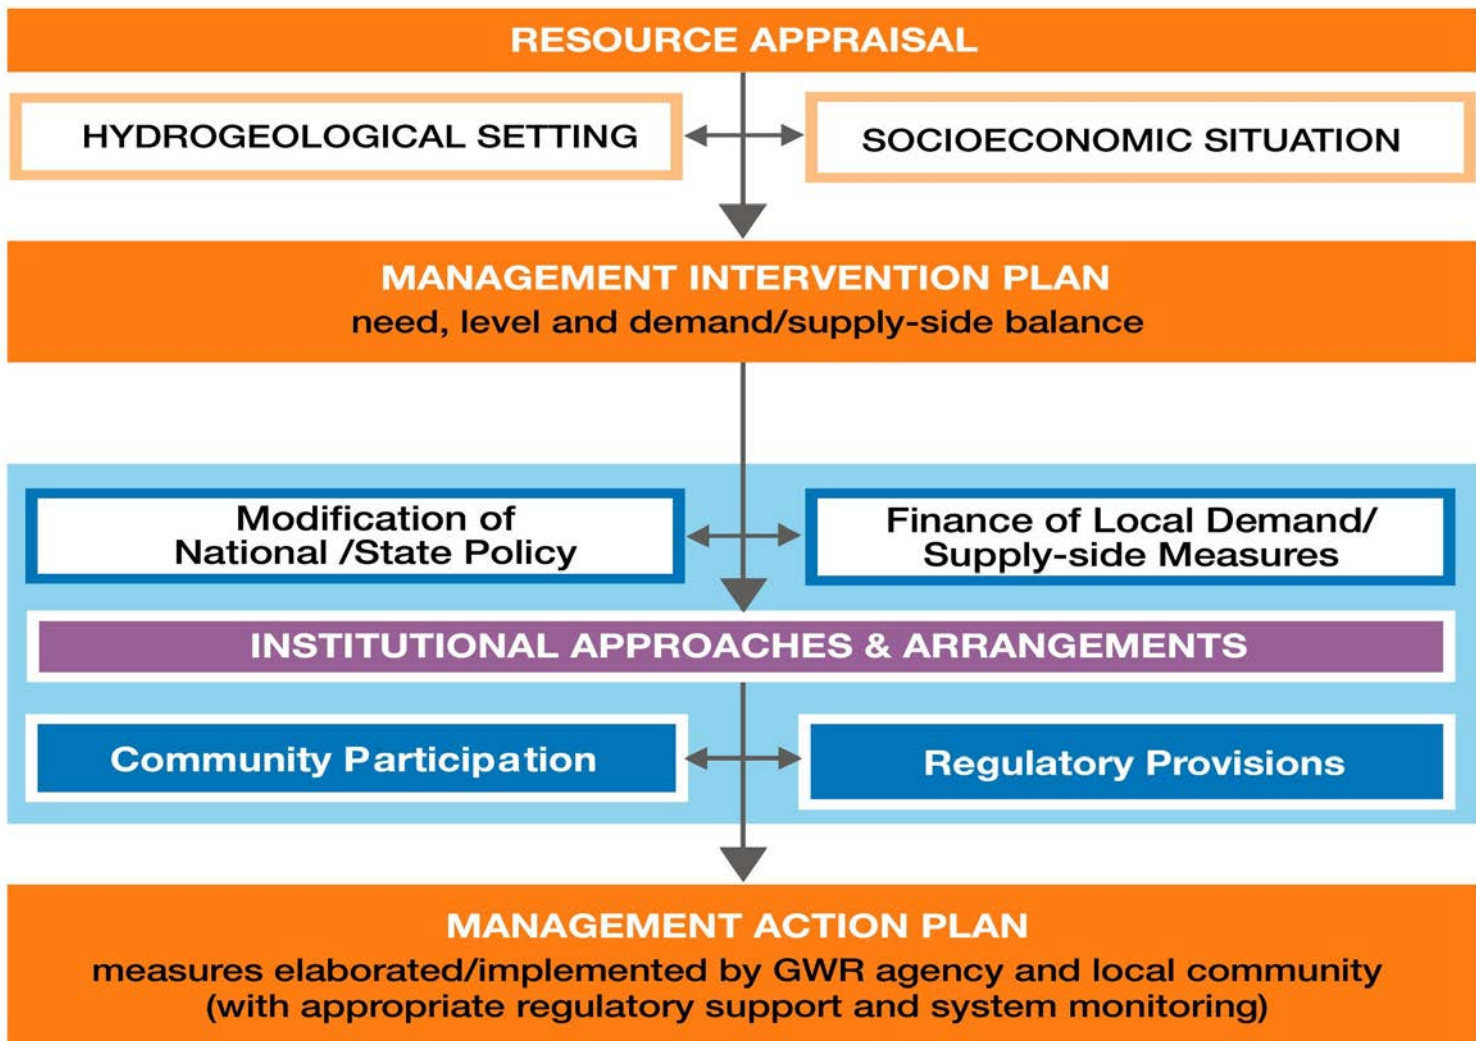 RESOURCE APPRAISAL
HYDROGEOLOGICAL SETTING
SOCIOECONOMIC SITUATION
MANAGEMENT INTERVENTION PLAN
need, level and demand/supply-side balance
Modification of
National /State Policy
Finance of Local Demand/
Supply-side Measures
INSTITUTIONAL APPROACHES & ARRANGEMENTS
Community Participation
Regulatory Provisions
MANAGEMENT ACTION PLAN
measures elaborated/implemented by GWR agency and local community
(with appropriate regulatory support and system monitoring)